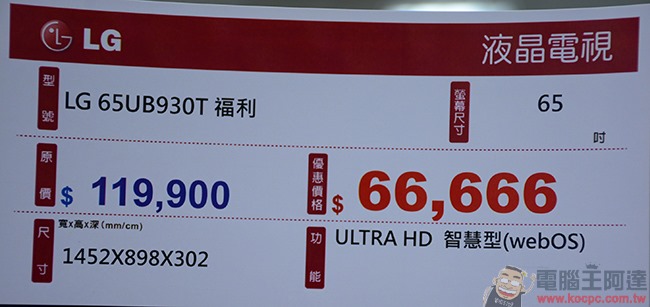 LG 液晶電視
型號 LG 65UB930T 福利 螢幕尺寸 65 吋
原價 $ 119,900 優惠價格 $ 66,666
尺寸 寬X高X深(mm/cm)
1452X898X302 功能 ULTRA HD 智慧型(webOS)
電腦王阿達
http://www.kocpc.com.tw